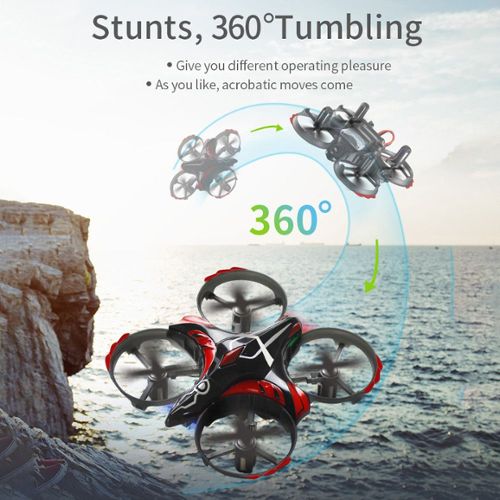 Stunts, 360°Tumbling
• Give you different operating pleasure
• As you like, acrobatic moves come
360°